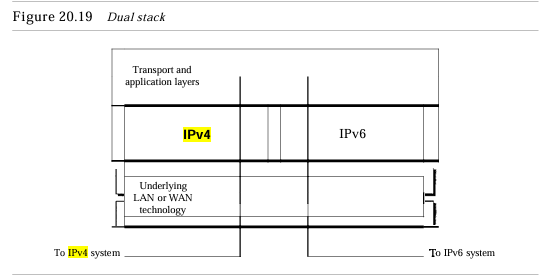 Figure 20.19 Dual stack
Transport and
application layers
IPv4
IPv6
Underlying
LAN or WAN
technology
To IPv4 system
To IPv6 system